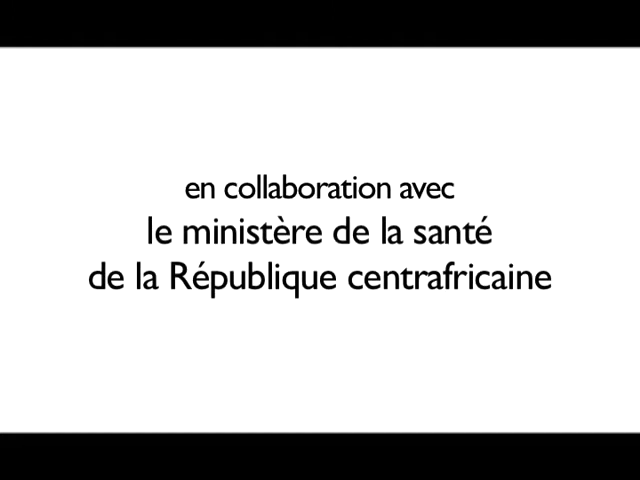 en collaboration avec
le ministère de la santé
de la République centrafricaine